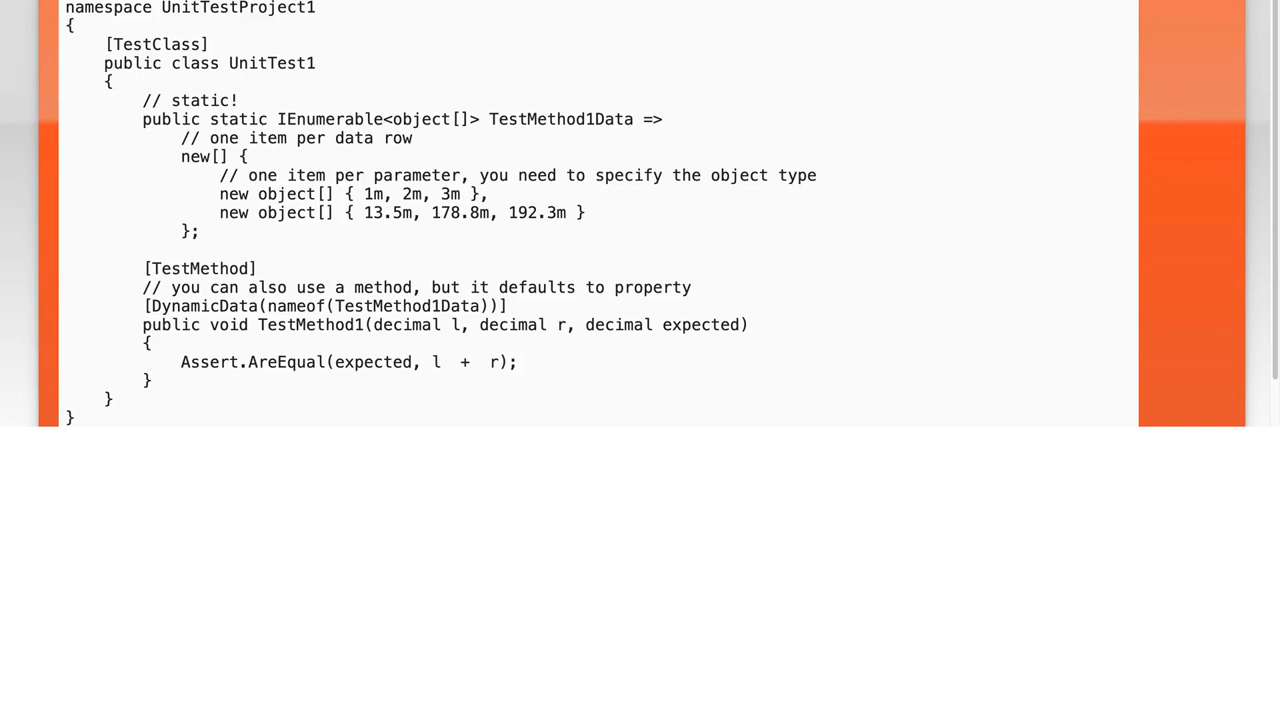 namespace UnitTestProject1
{
    [TestClass]
    public class UnitTest1
    {
        // static!
        public static IEnumerable<object[]> TestMethod1Data =>
            // one item per data row
            new[] {
                // one item per parameter, you need to specify the object type
                new object[] { 1m, 2m, 3m },
                new object[] { 13.5m, 178.8m, 192.3m }
            };

        [TestMethod]
        // you can also use a method, but it defaults to property
        [DynamicData(nameof(TestMethod1Data))]
        public void TestMethod1(decimal l, decimal r, decimal expected)
        {
            Assert.AreEqual(expected, l  +  r);
        }
    }
}